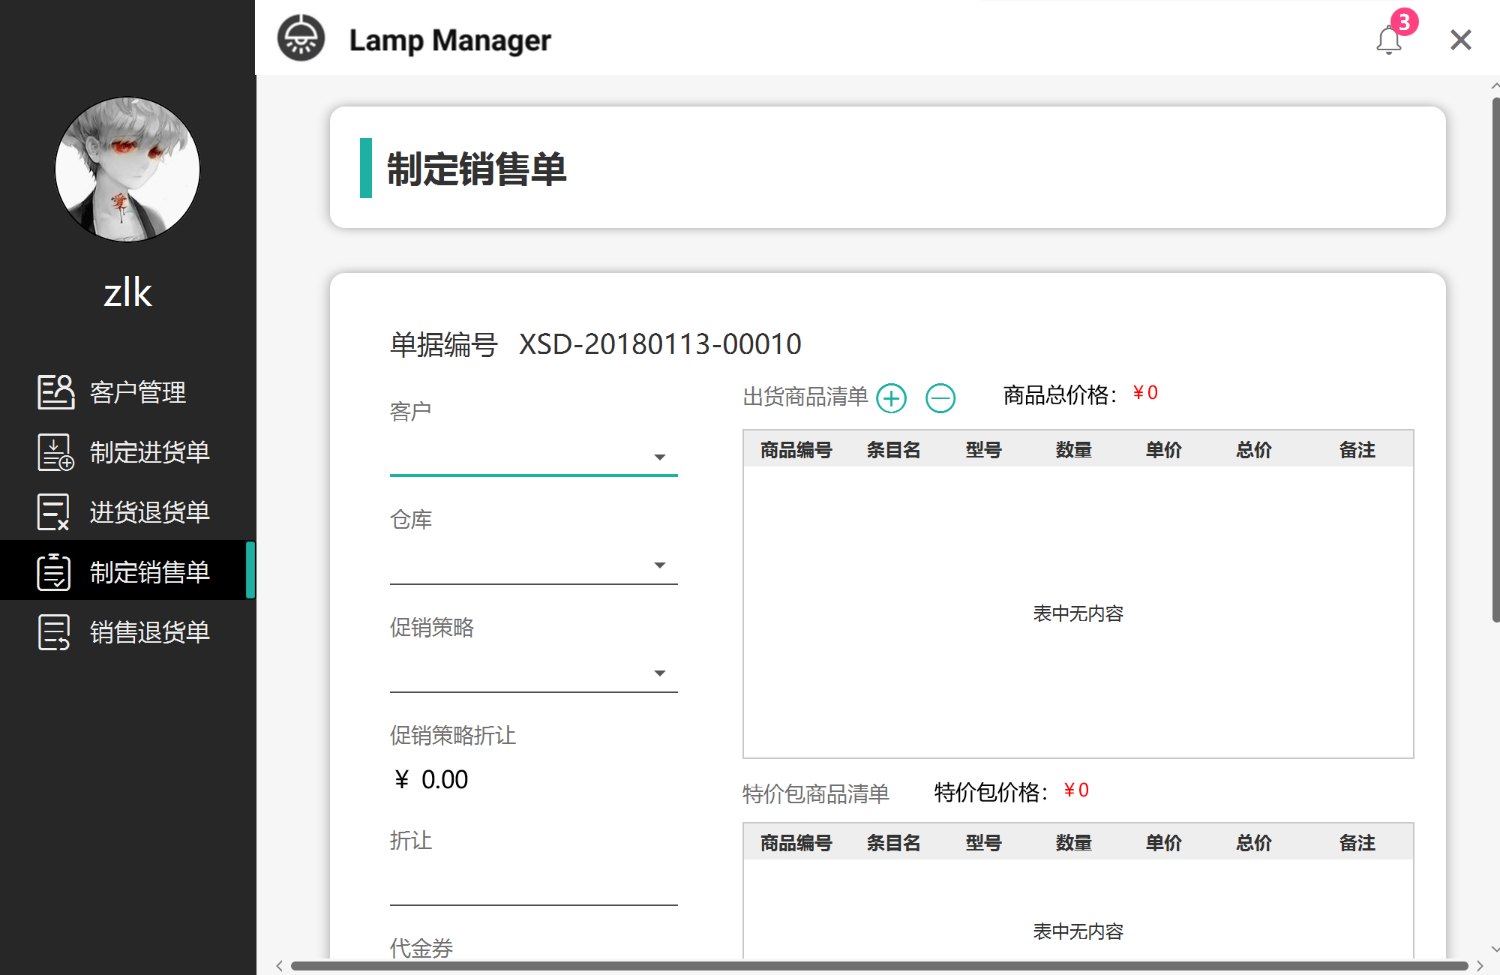 Lamp Manager
3
zlk
客户管理
制定进货单
进货退货单
制定销售单
销售退货单
制定销售单
单据编号 XSD-20180113-00010
客户
仓库
促销策略
促销策略折让
¥ 0.00
折让
代金券
出货商品清单 商品总价格： ¥0
商品编号 条目名 型号 数量 单价 总价 备注
表中无内容
特价包商品清单 特价包价格： ¥0
商品编号 条目名 型号 数量 单价 总价 备注
表中无内容